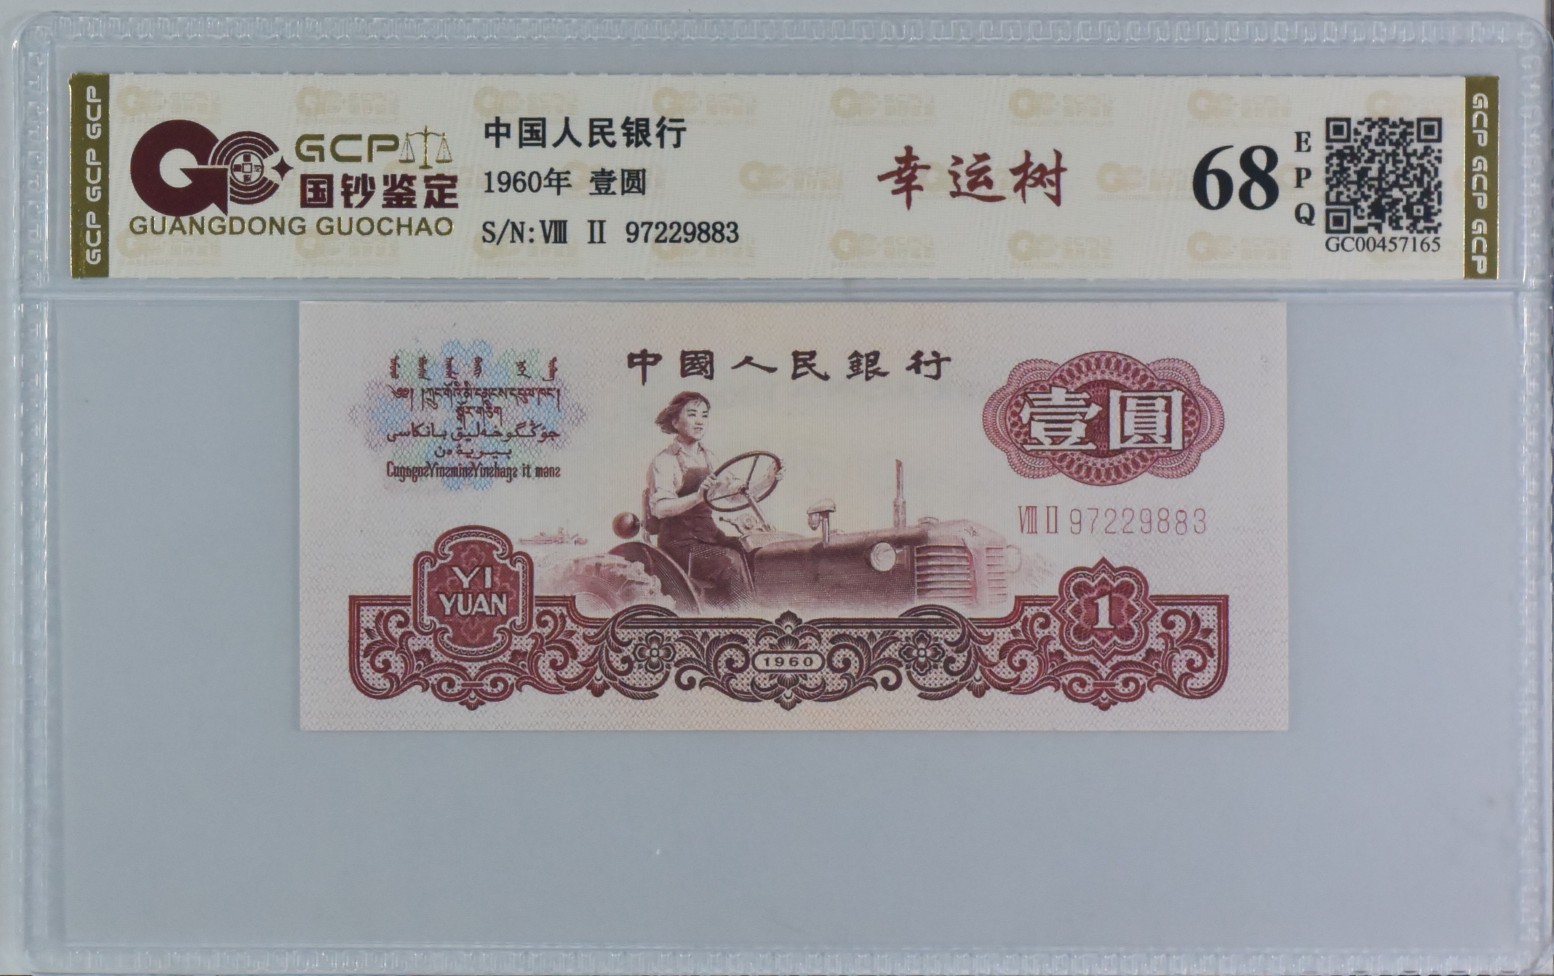 GCP GCP GCP
GCP
国钞鉴定
GUANGDONG GUOCHAO
中国人民银行
1960年 壹圆
S/N:Ⅷ Ⅱ 97229883
幸运树
68
EPQ
GC00457165
GCP GCP GCP
中國人民銀行
壹圓
Ⅷ Ⅱ 97229883
YI
YUAN
1960
1